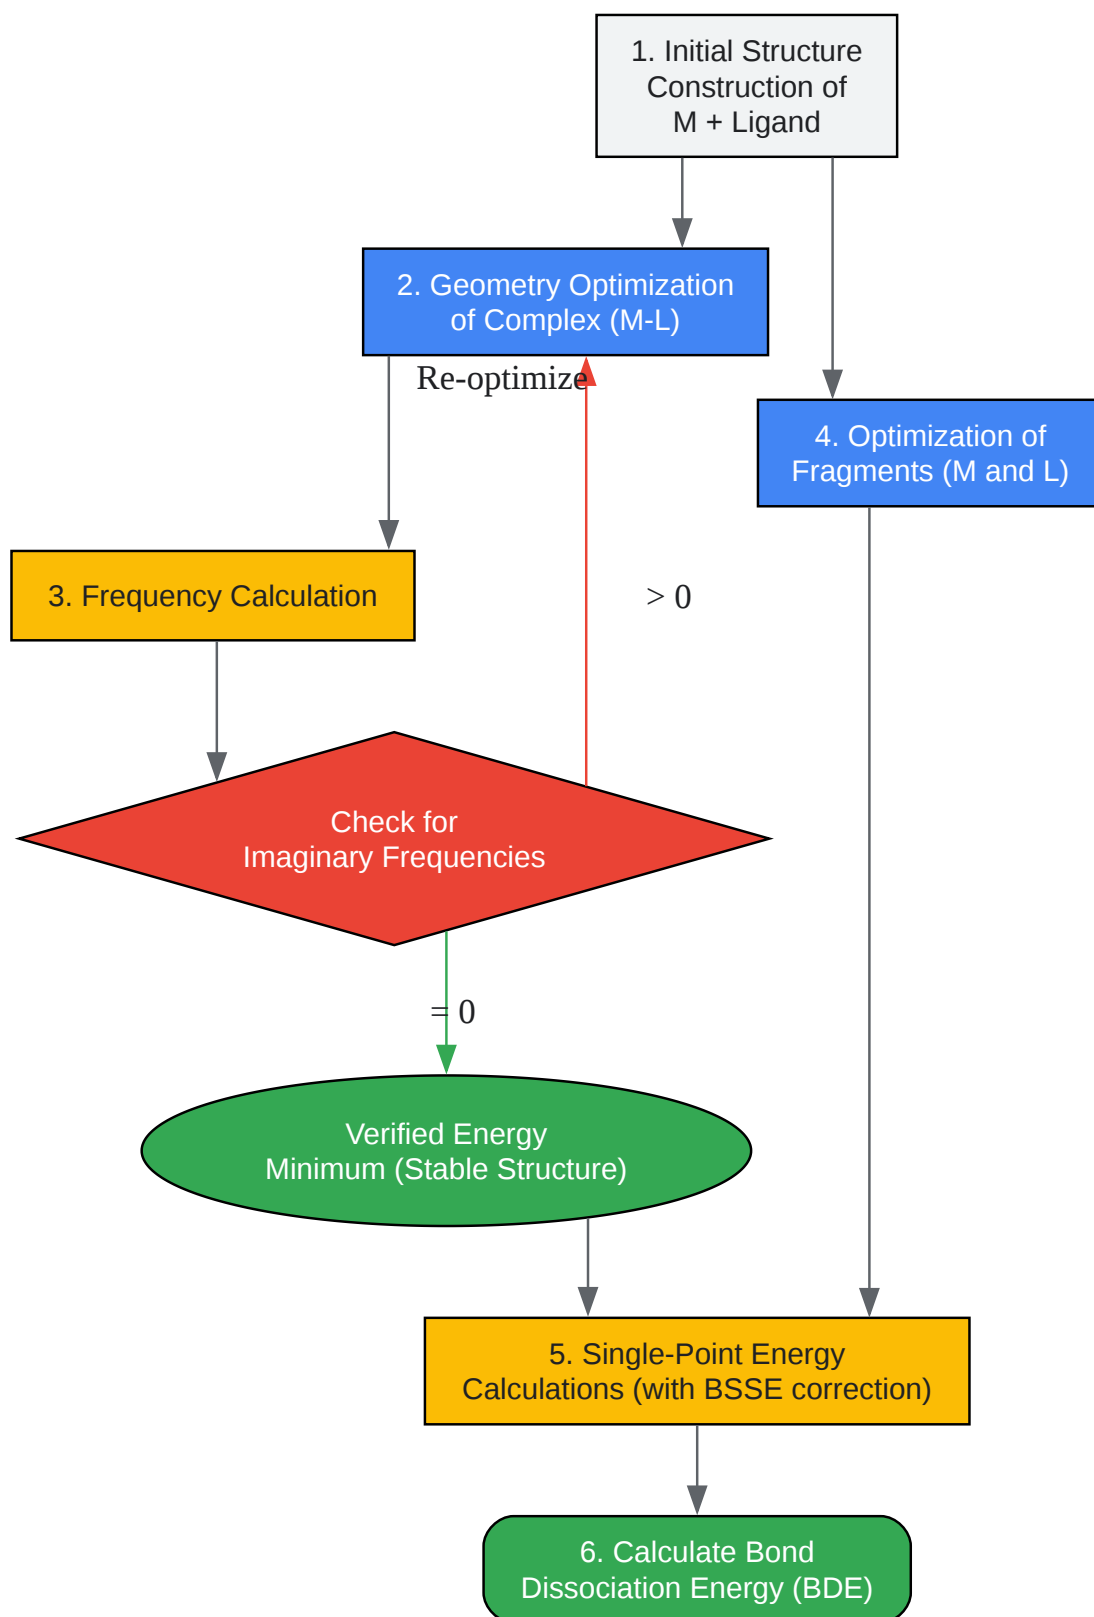 1. Initial Structure
Construction of
M + Ligand
2. Geometry Optimization
of Complex (M-L)
Re-optimize
4. Optimization of
Fragments (M and L)
3. Frequency Calculation
> 0
Check for
Imaginary Frequencies
= 0
Verified Energy
Minimum (Stable Structure)
5. Single-Point Energy
Calculations (with BSSE correction)
6. Calculate Bond
Dissociation Energy (BDE)